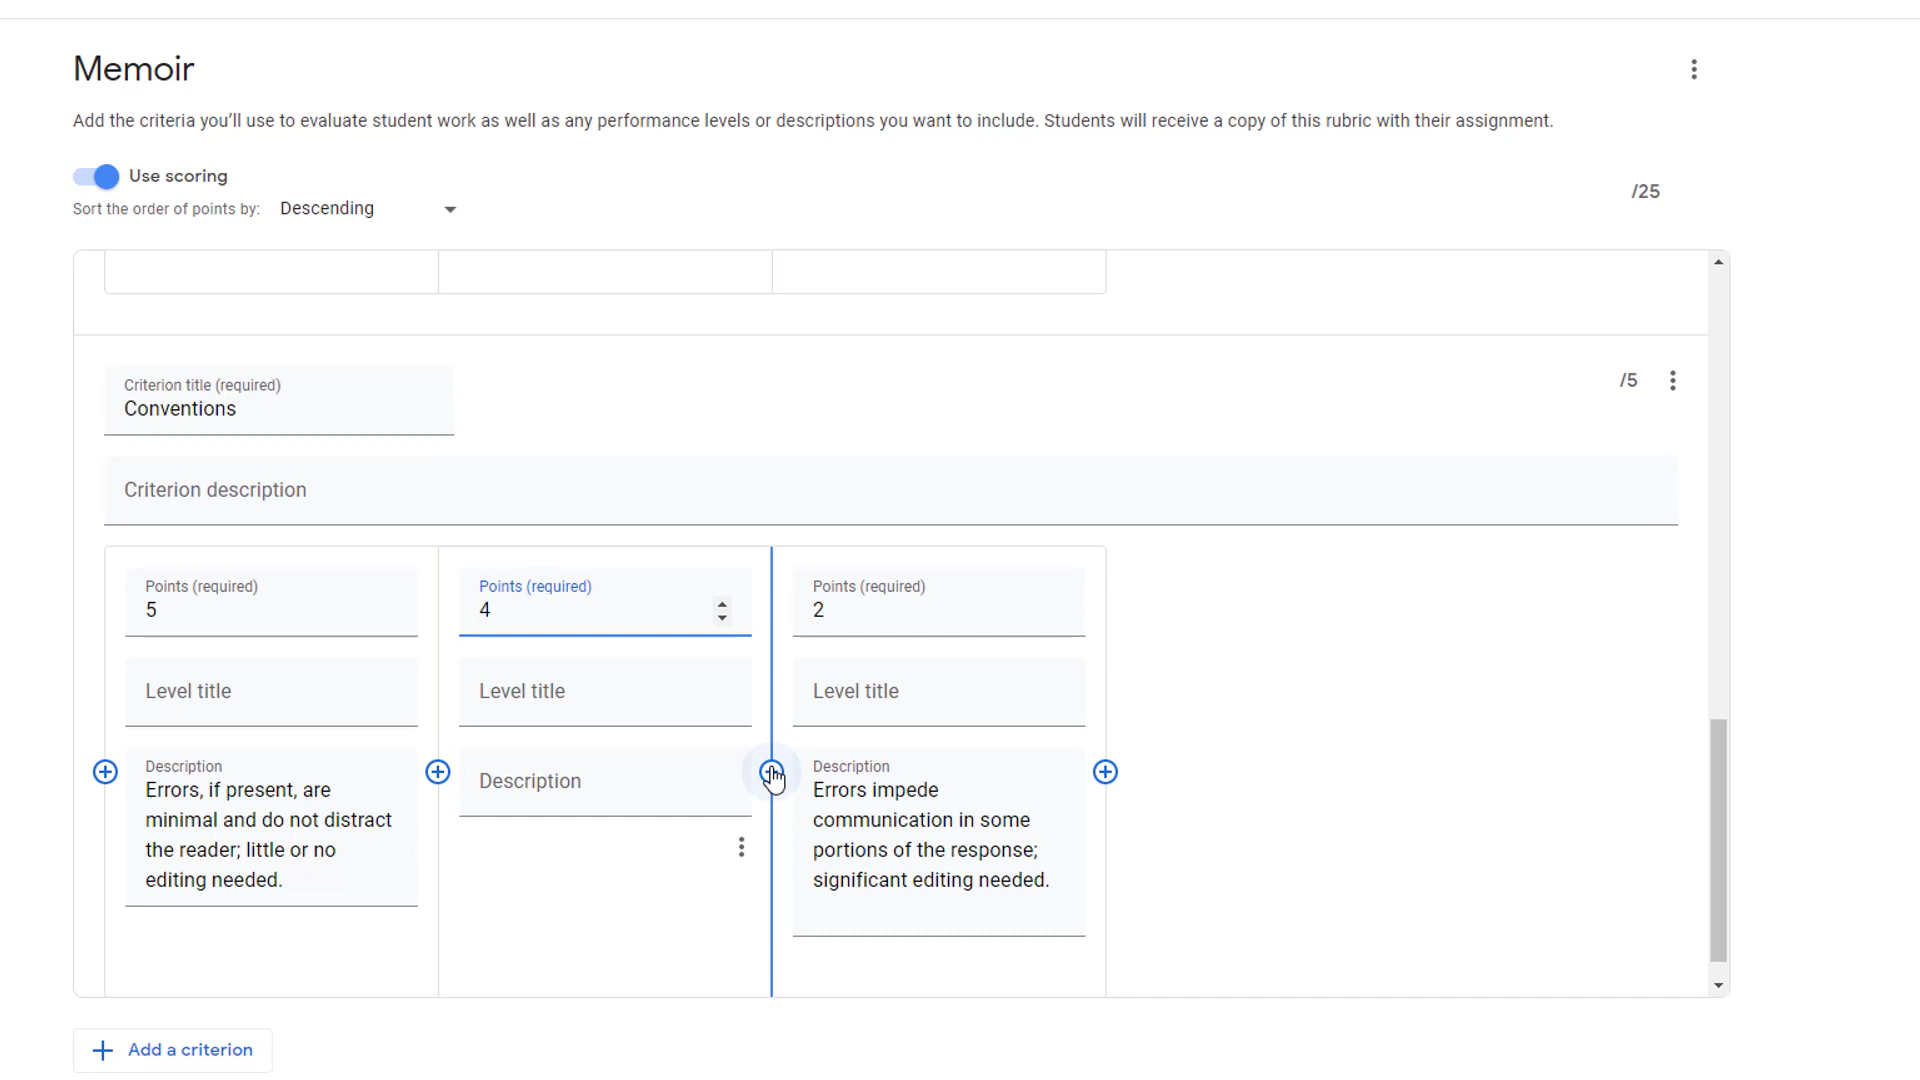 Memoir
Add the criteria you’ll use to evaluate student work as well as any performance levels or descriptions you want to include. Students will receive a copy of this rubric with their assignment.
Use scoring
Sort the order of points by: Descending
/25
Criterion title (required)
Conventions
/5
Criterion description
Points (required)
5
Level title
Description
Errors, if present, are
minimal and do not distract
the reader; little or no
editing needed.
Points (required)
4
Level title
Description
Points (required)
2
Level title
Description
Errors impede
communication in some
portions of the response;
significant editing needed.
Add a criterion